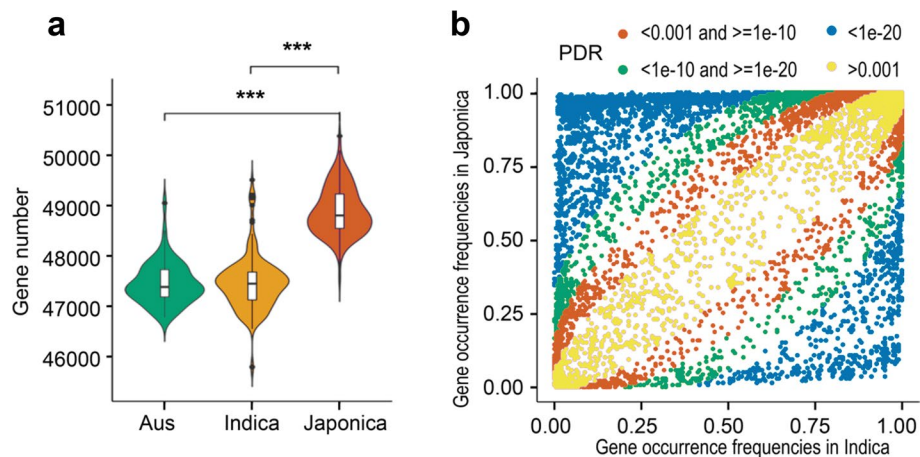 a
***
***
Gene number
51000
50000
49000
48000
47000
46000
Aus Indica Japonica
b
PDR
<0.001 and >=1e-10 <1e-20
<1e-10 and >=1e-20 >0.001
Gene occurrence frequencies in Japonica
1.00
0.75
0.50
0.25
0.00
0.00 0.25 0.50 0.75 1.00
Gene occurrence frequencies in Indica